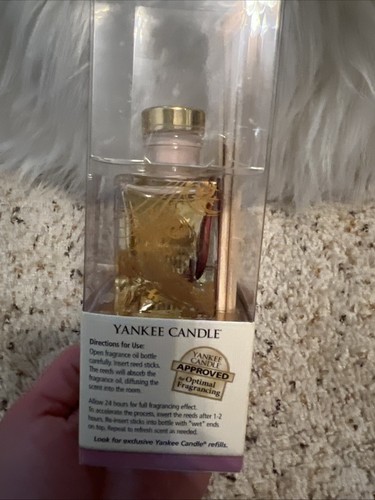 YANKEE CANDLE®
Directions for Use:
Open fragrance oil bottle
carefully. Insert reed sticks.
The reeds will absorb the
fragrance oil, diffusing the
scent into the room.
YANKEE
CANDLE
APPROVED
for Optimal
Fragrancing
Allow 24 hours for full fragrancing effect.
To accelerate the process, invert the reeds after 1-2
hours. Re-insert sticks into bottle with "wet" ends
on top. Repeat to refresh scent as needed.
Look for exclusive Yankee Candle® refills.